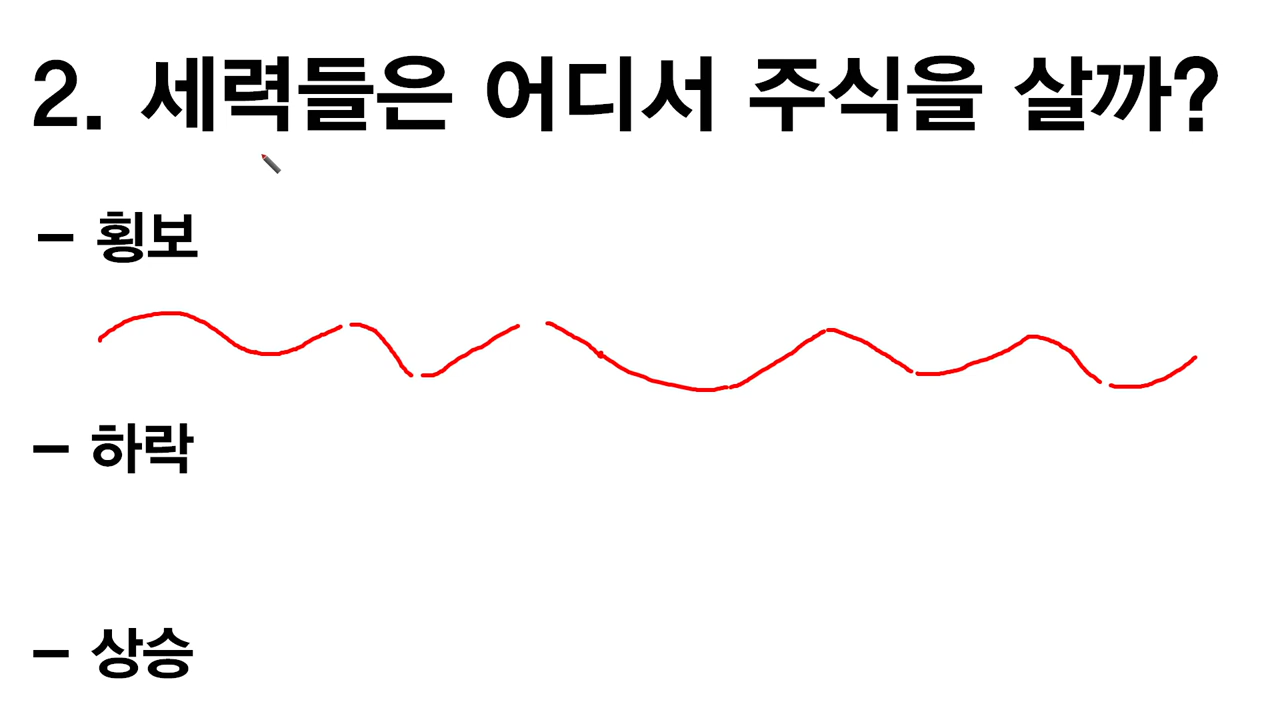 2. 세력들은 어디서 주식을 살까?
- 횡보
- 하락
- 상승